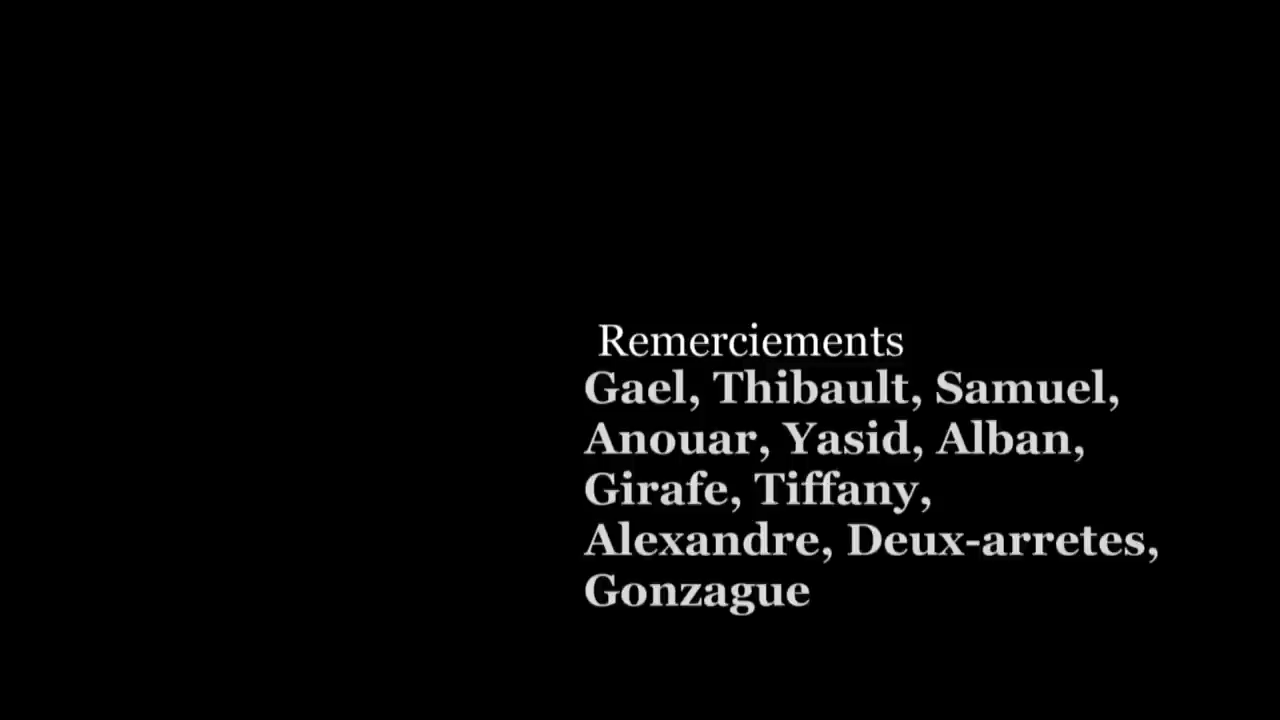 Remerciements
Gael, Thibault, Samuel,
Anouar, Yasid, Alban,
Girafe, Tiffany,
Alexandre, Deux-arretes,
Gonzague